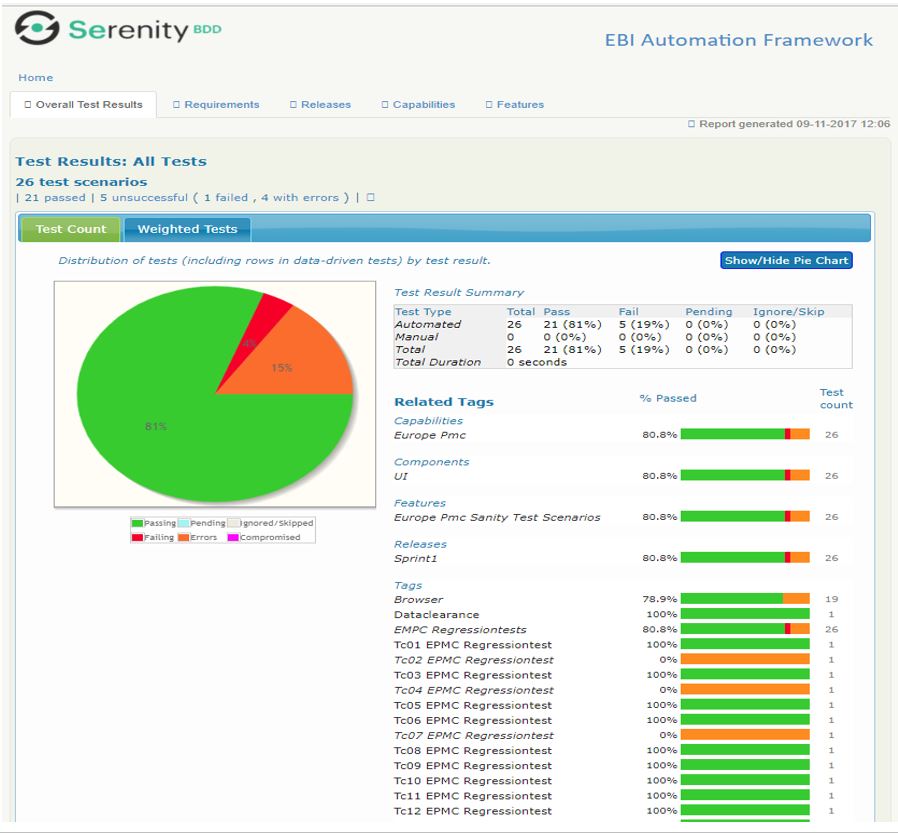 Serenity BDD
EBI Automation Framework
Home
Overall Test Results Requirements Releases Capabilities Features
Report generated 09-11-2017 12:06
Test Results: All Tests
26 test scenarios
| 21 passed | 5 unsuccessful ( 1 failed , 4 with errors ) |
Test Count Weighted Tests
Distribution of tests (including rows in data-driven tests) by test result.
Show/Hide Pie Chart
4%
15%
81%
Passing Pending Ignored/Skipped
Failing Errors Compromised
Test Result Summary
Test Type Total Pass Fail Pending Ignore/Skip
Automated 26 21 (81%) 5 (19%) 0 (0%) 0 (0%)
Manual 0 0 (0%) 0 (0%) 0 (0%) 0 (0%)
Total 26 21 (81%) 5 (19%) 0 (0%) 0 (0%)
Total Duration 0 seconds
Related Tags % Passed Test count
Capabilities
Europe Pmc 80.8% 26
Components
UI 80.8% 26
Features
Europe Pmc Sanity Test Scenarios 80.8% 26
Releases
Sprint1 80.8% 26
Tags
Browser 78.9% 19
Dataclearance 100% 1
EMPC Regressiontests 80.8% 26
Tc01 EPMC Regressiontest 100% 1
Tc02 EPMC Regressiontest 0% 1
Tc03 EPMC Regressiontest 100% 1
Tc04 EPMC Regressiontest 0% 1
Tc05 EPMC Regressiontest 100% 1
Tc06 EPMC Regressiontest 100% 1
Tc07 EPMC Regressiontest 0% 1
Tc08 EPMC Regressiontest 100% 1
Tc09 EPMC Regressiontest 100% 1
Tc10 EPMC Regressiontest 100% 1
Tc11 EPMC Regressiontest 100% 1
Tc12 EPMC Regressiontest 100% 1